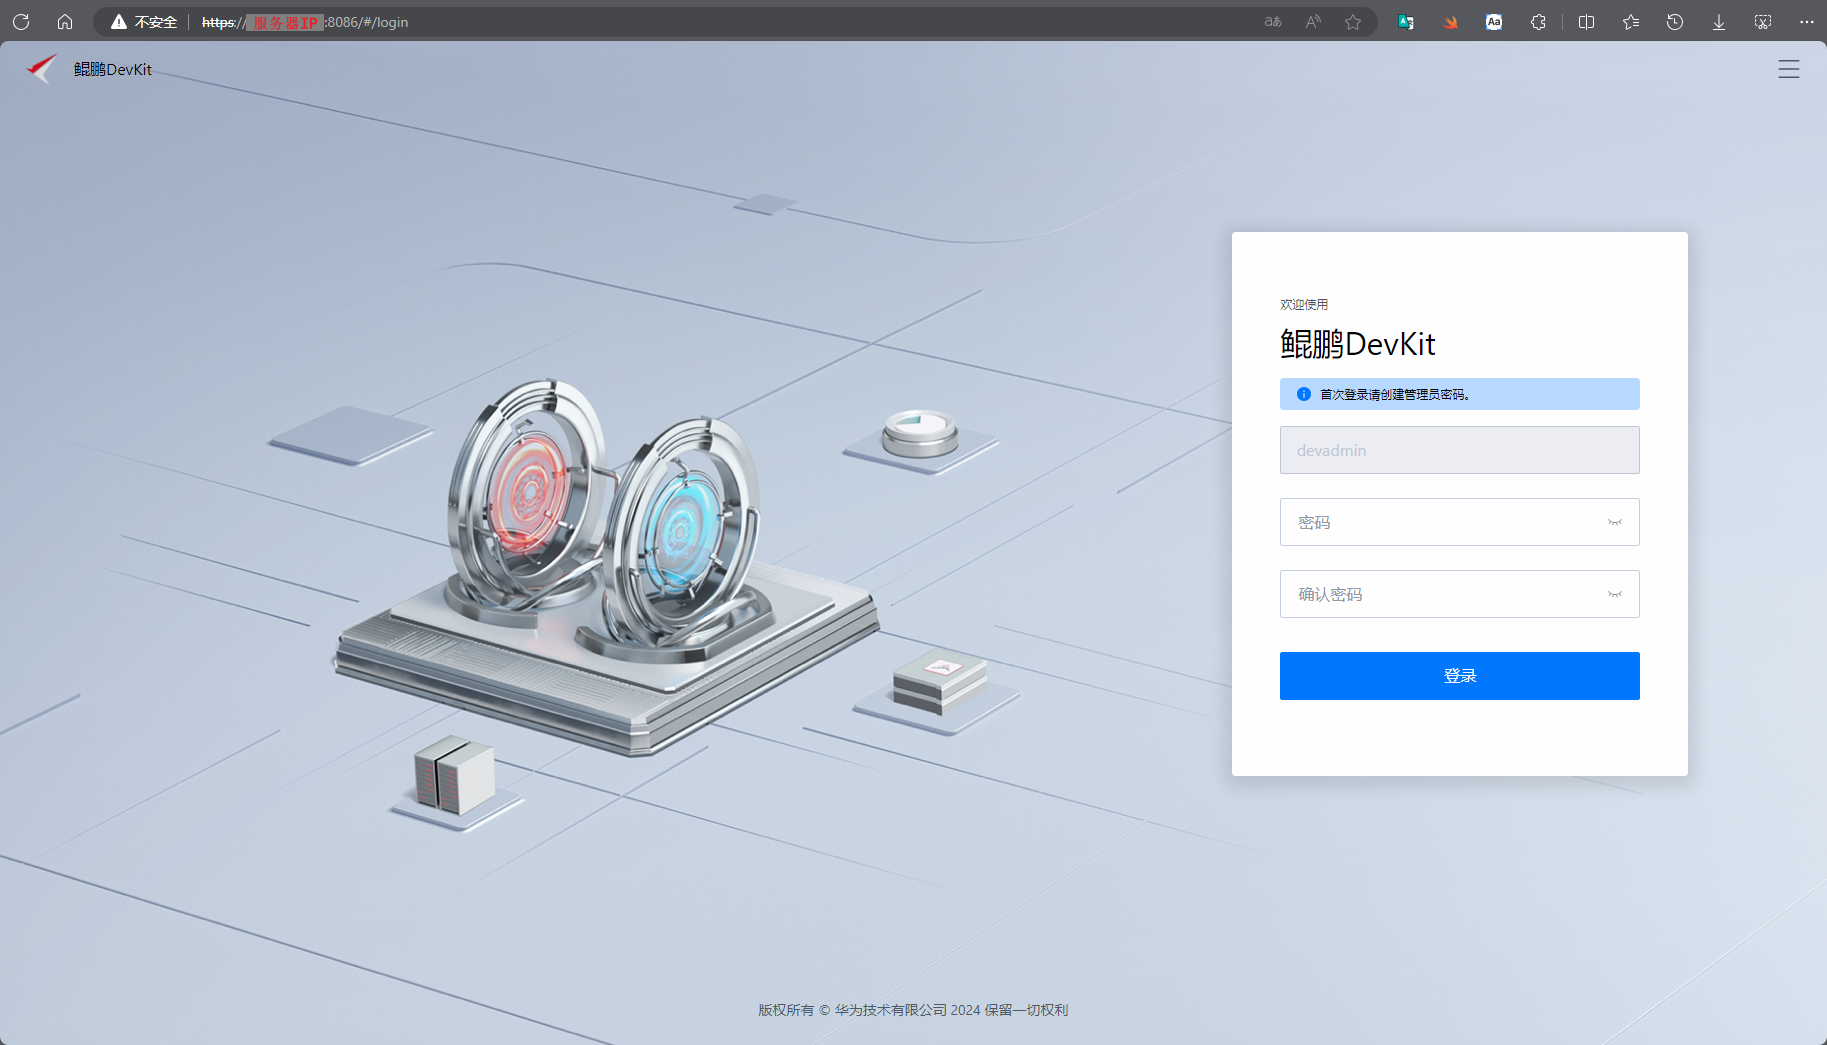 不安全 https://服务器IP:8086/#/login
鲲鹏DevKit
欢迎使用
鲲鹏DevKit
首次登录请创建管理员密码。
devadmin
密码
确认密码
登录
版权所有 © 华为技术有限公司 2024 保留一切权利